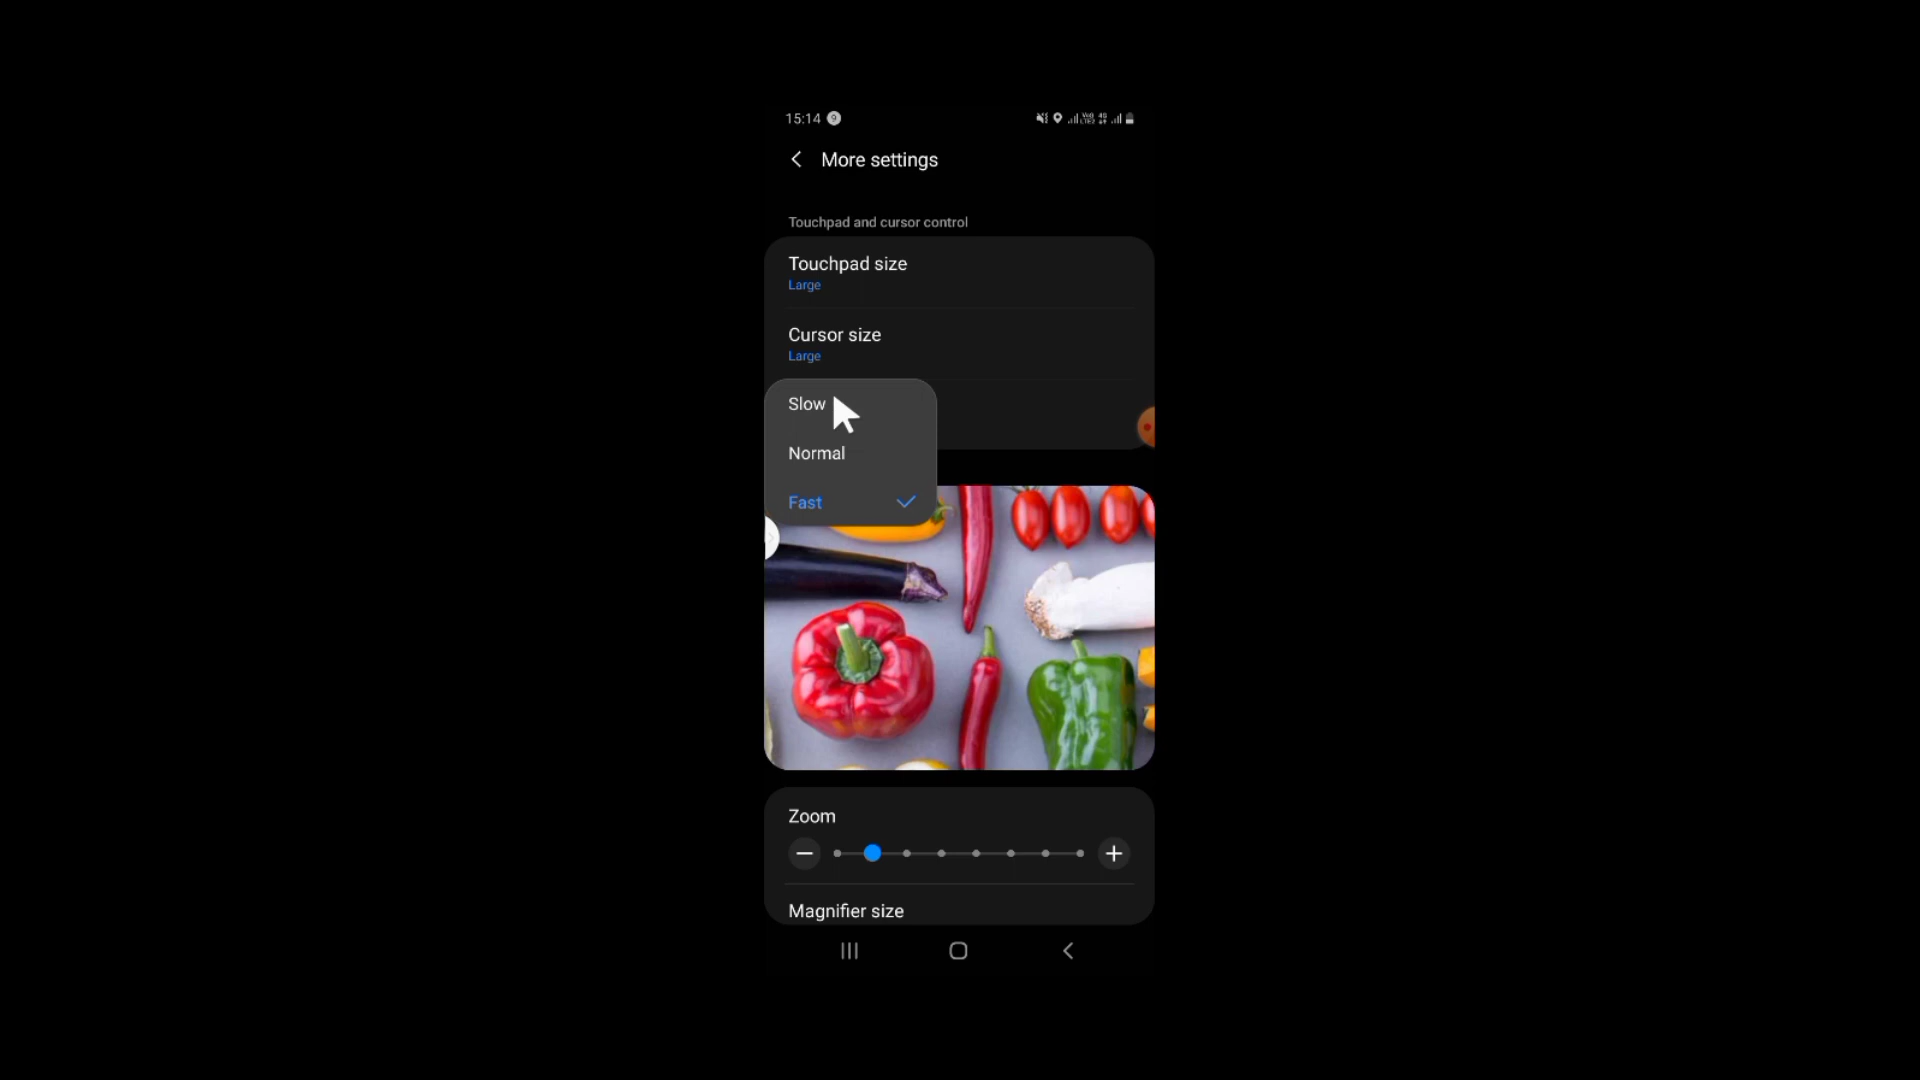 15:14
More settings
Touchpad and cursor control
Touchpad size
Large
Cursor size
Large
Slow
Normal
Fast
Zoom
Magnifier size